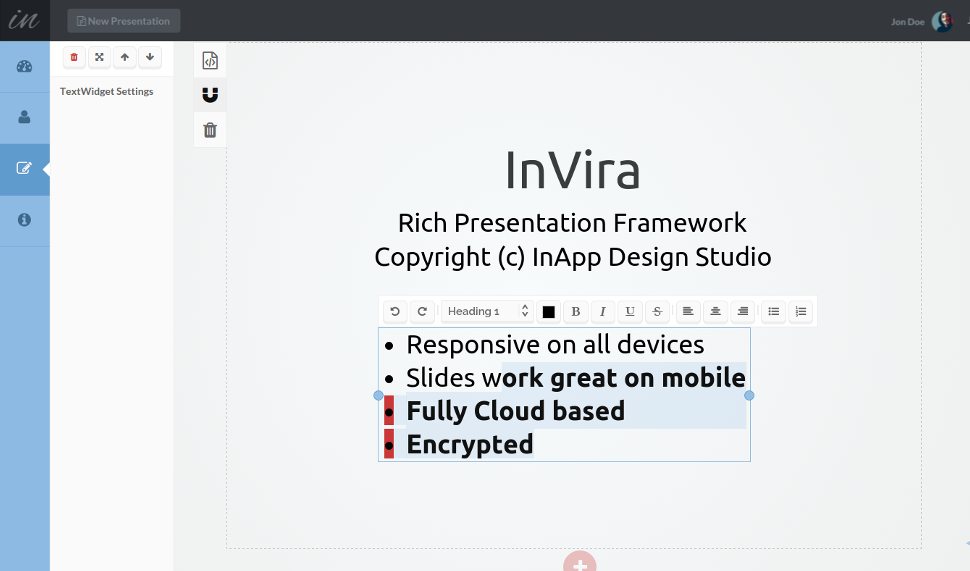 in
New Presentation
Jon Doe
TextWidget Settings
InVira
Rich Presentation Framework
Copyright (c) InApp Design Studio
Heading 1
B I U S
• Responsive on all devices
• Slides work great on mobile
• Fully Cloud based
• Encrypted